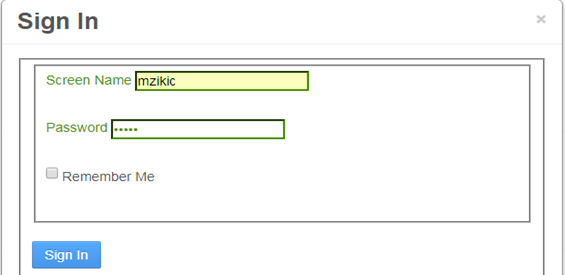 Sign In ×
Screen Name mzikic
Password •••••
Remember Me
Sign In